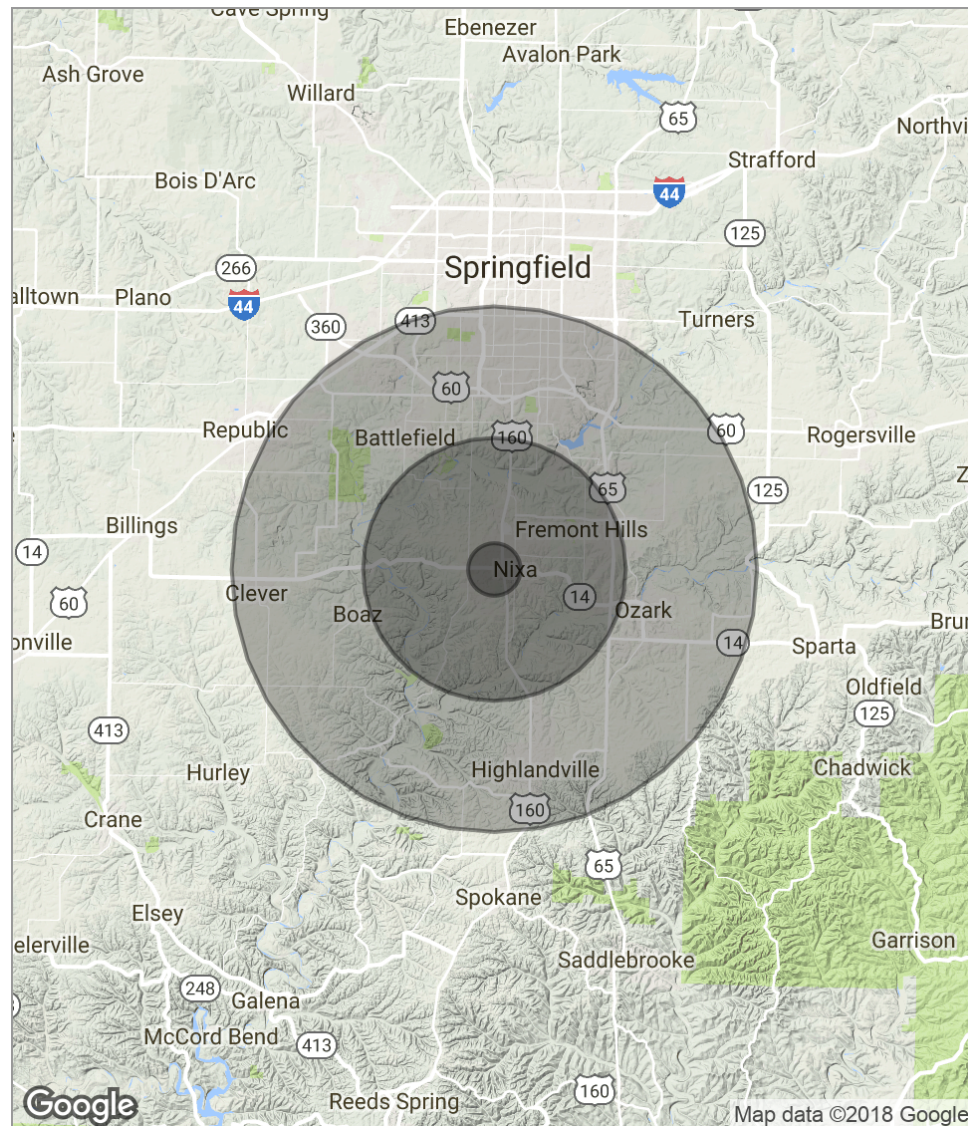 Cave Spring
Ebenezer
Avalon Park
Ash Grove
Willard
65
Northvi
Strafford
Bois D'Arc
44
125
266
Springfield
alltown
Plano
44
360
413
Turners
60
Republic
Battlefield
160
60
Rogersville
65
125
Z
Billings
Fremont Hills
14
Nixa
Clever
60
14
Boaz
Ozark
onville
14
Sparta
Brun
Oldfield
125
413
Hurley
Highlandville
Chadwick
160
Crane
65
Spokane
Elsey
elerville
Garrison
Saddlebrooke
248
Galena
McCord Bend
413
160
Reeds Spring
Google
Map data ©2018 Google